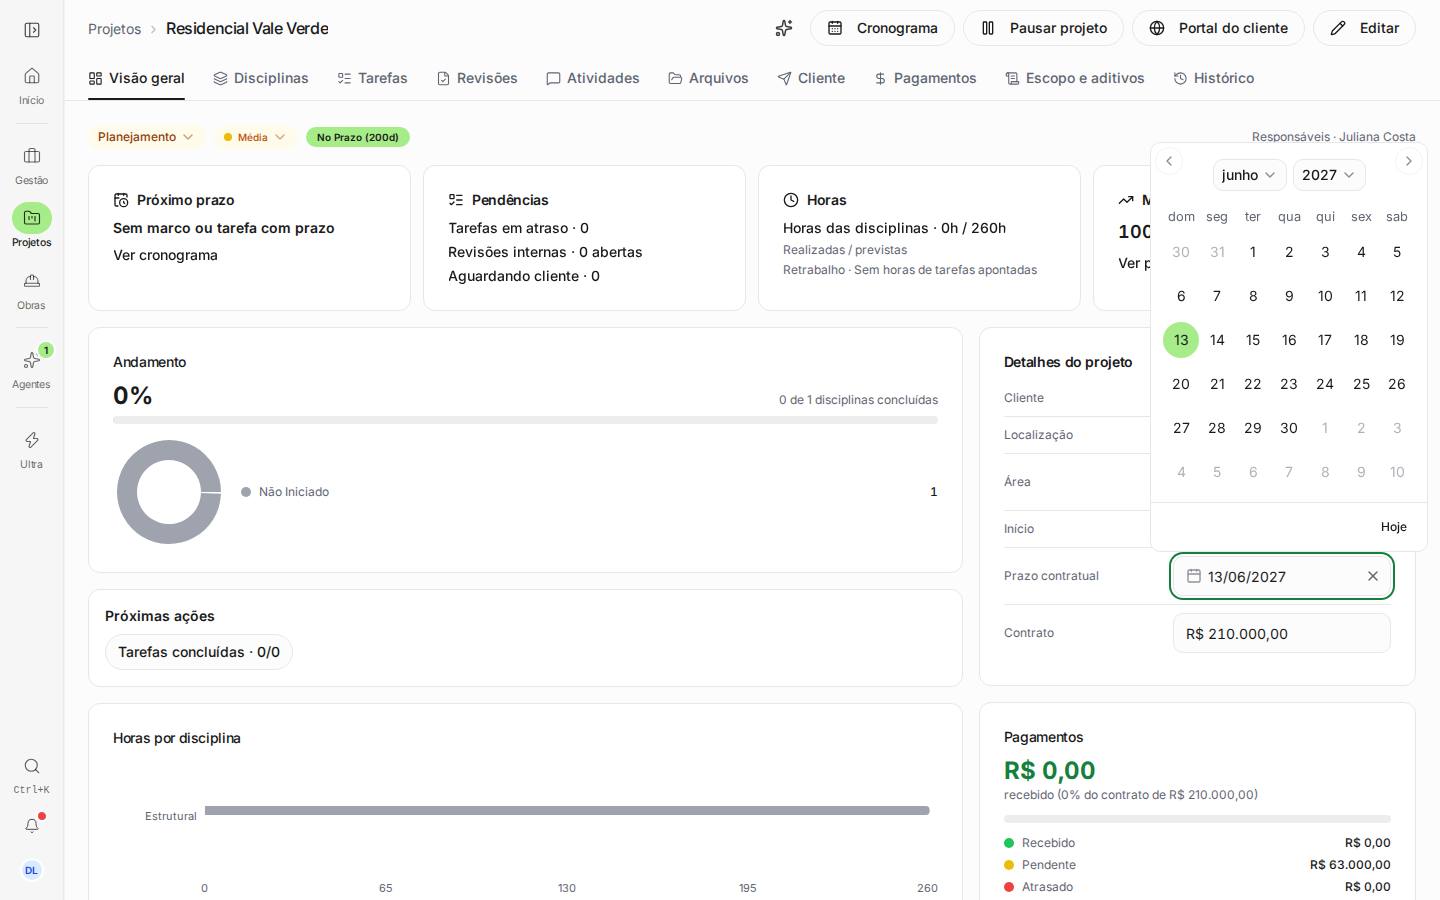 Projetos
Residencial Vale Verde
Cronograma
Pausar projeto
Portal do cliente
Editar
Início
Gestão
Projetos
Obras
1
Agentes
Ultra
Ctrl+K
DL
Visão geral
Disciplinas
Tarefas
Revisões
Atividades
Arquivos
Cliente
Pagamentos
Escopo e aditivos
Histórico
Planejamento
Média
No Prazo (200d)
Responsáveis · Juliana Costa
Próximo prazo
Sem marco ou tarefa com prazo
Ver cronograma
Pendências
Tarefas em atraso · 0
Revisões internas · 0 abertas
Aguardando cliente · 0
Horas
Horas das disciplinas · 0h / 260h
Realizadas / previstas
Retrabalho · Sem horas de tarefas apontadas
100
Ver p
junho
2027
dom seg ter qua qui sex sab
30 31 1 2 3 4 5
6 7 8 9 10 11 12
13 14 15 16 17 18 19
20 21 22 23 24 25 26
27 28 29 30 1 2 3
4 5 6 7 8 9 10
Hoje
Andamento
0%
0 de 1 disciplinas concluídas
Não Iniciado
1
Próximas ações
Tarefas concluídas · 0/0
Horas por disciplina
Estrutural
0 65 130 195 260
Detalhes do projeto
Cliente
Localização
Área
Início
Prazo contratual
13/06/2027
Contrato
R$ 210.000,00
Pagamentos
R$ 0,00
recebido (0% do contrato de R$ 210.000,00)
Recebido
R$ 0,00
Pendente
R$ 63.000,00
Atrasado
R$ 0,00